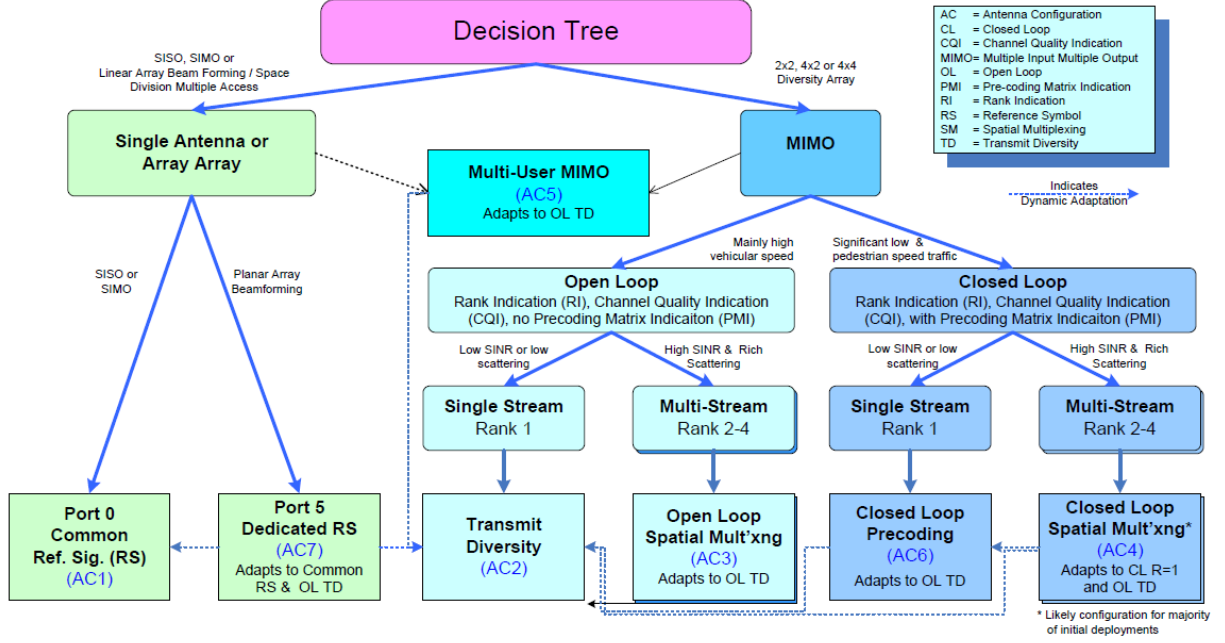 Decision Tree
AC = Antenna Configuration
CL = Closed Loop
CQI = Channel Quality Indication
MIMO= Multiple Input Multiple Output
OL = Open Loop
PMI = Pre-coding Matrix Indication
RI = Rank Indication
RS = Reference Symbol
SM = Spatial Multiplexing
TD = Transmit Diversity
Indicates
Dynamic Adaptation
SISO, SIMO or
Linear Array Beam Forming / Space
Division Multiple Access
2x2, 4x2 or 4x4
Diversity Array
Single Antenna or
Array Array
Multi-User MIMO
(AC5)
Adapts to OL TD
MIMO
SISO or
SIMO
Planar Array
Beamforming
Mainly high
vehicular speed
Significant low &
pedestrian speed traffic
Open Loop
Rank Indication (RI), Channel Quality Indication
(CQI), no Precoding Matrix Indicaiton (PMI)
Closed Loop
Rank Indication (RI), Channel Quality Indication
(CQI), with Precoding Matrix Indicaiton (PMI)
Low SINR or low
scattering
High SINR & Rich
Scattering
Low SINR or low
scattering
High SINR & Rich
Scattering
Single Stream
Rank 1
Multi-Stream
Rank 2-4
Single Stream
Rank 1
Multi-Stream
Rank 2-4
Port 0
Common
Ref. Sig. (RS)
(AC1)
Port 5
Dedicated RS
(AC7)
Adapts to Common
RS & OL TD
Transmit
Diversity
(AC2)
Open Loop
Spatial Mult'xng
(AC3)
Adapts to OL TD
Closed Loop
Precoding
(AC6)
Adapts to OL TD
Closed Loop
Spatial Mult'xng*
(AC4)
Adapts to CL R=1
and OL TD
* Likely configuration for majority
of initial deployments